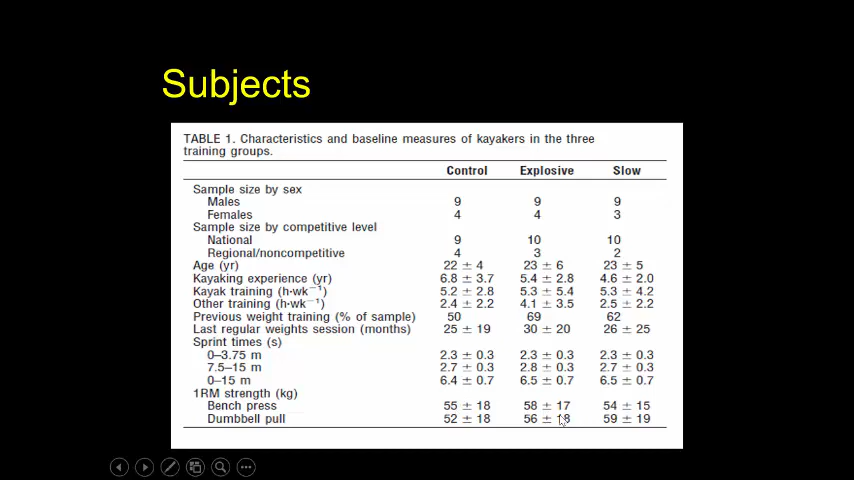 Subjects
TABLE 1. Characteristics and baseline measures of kayakers in the three
training groups.
Control Explosive Slow
Sample size by sex
Males 9 9 9
Females 4 4 3
Sample size by competitive level
National 9 10 10
Regional/noncompetitive 4 3 2
Age (yr) 22 ± 4 23 ± 6 23 ± 5
Kayaking experience (yr) 6.8 ± 3.7 5.4 ± 2.8 4.6 ± 2.0
Kayak training (h·wk⁻¹) 5.2 ± 2.8 5.3 ± 5.4 5.3 ± 4.2
Other training (h·wk⁻¹) 2.4 ± 2.2 4.1 ± 3.5 2.5 ± 2.2
Previous weight training (% of sample) 50 69 62
Last regular weights session (months) 25 ± 19 30 ± 20 26 ± 25
Sprint times (s)
0–3.75 m 2.3 ± 0.3 2.3 ± 0.3 2.3 ± 0.3
7.5–15 m 2.7 ± 0.3 2.8 ± 0.3 2.7 ± 0.3
0–15 m 6.4 ± 0.7 6.5 ± 0.7 6.5 ± 0.7
1RM strength (kg)
Bench press 55 ± 18 58 ± 17 54 ± 15
Dumbbell pull 52 ± 18 56 ± 18 59 ± 19